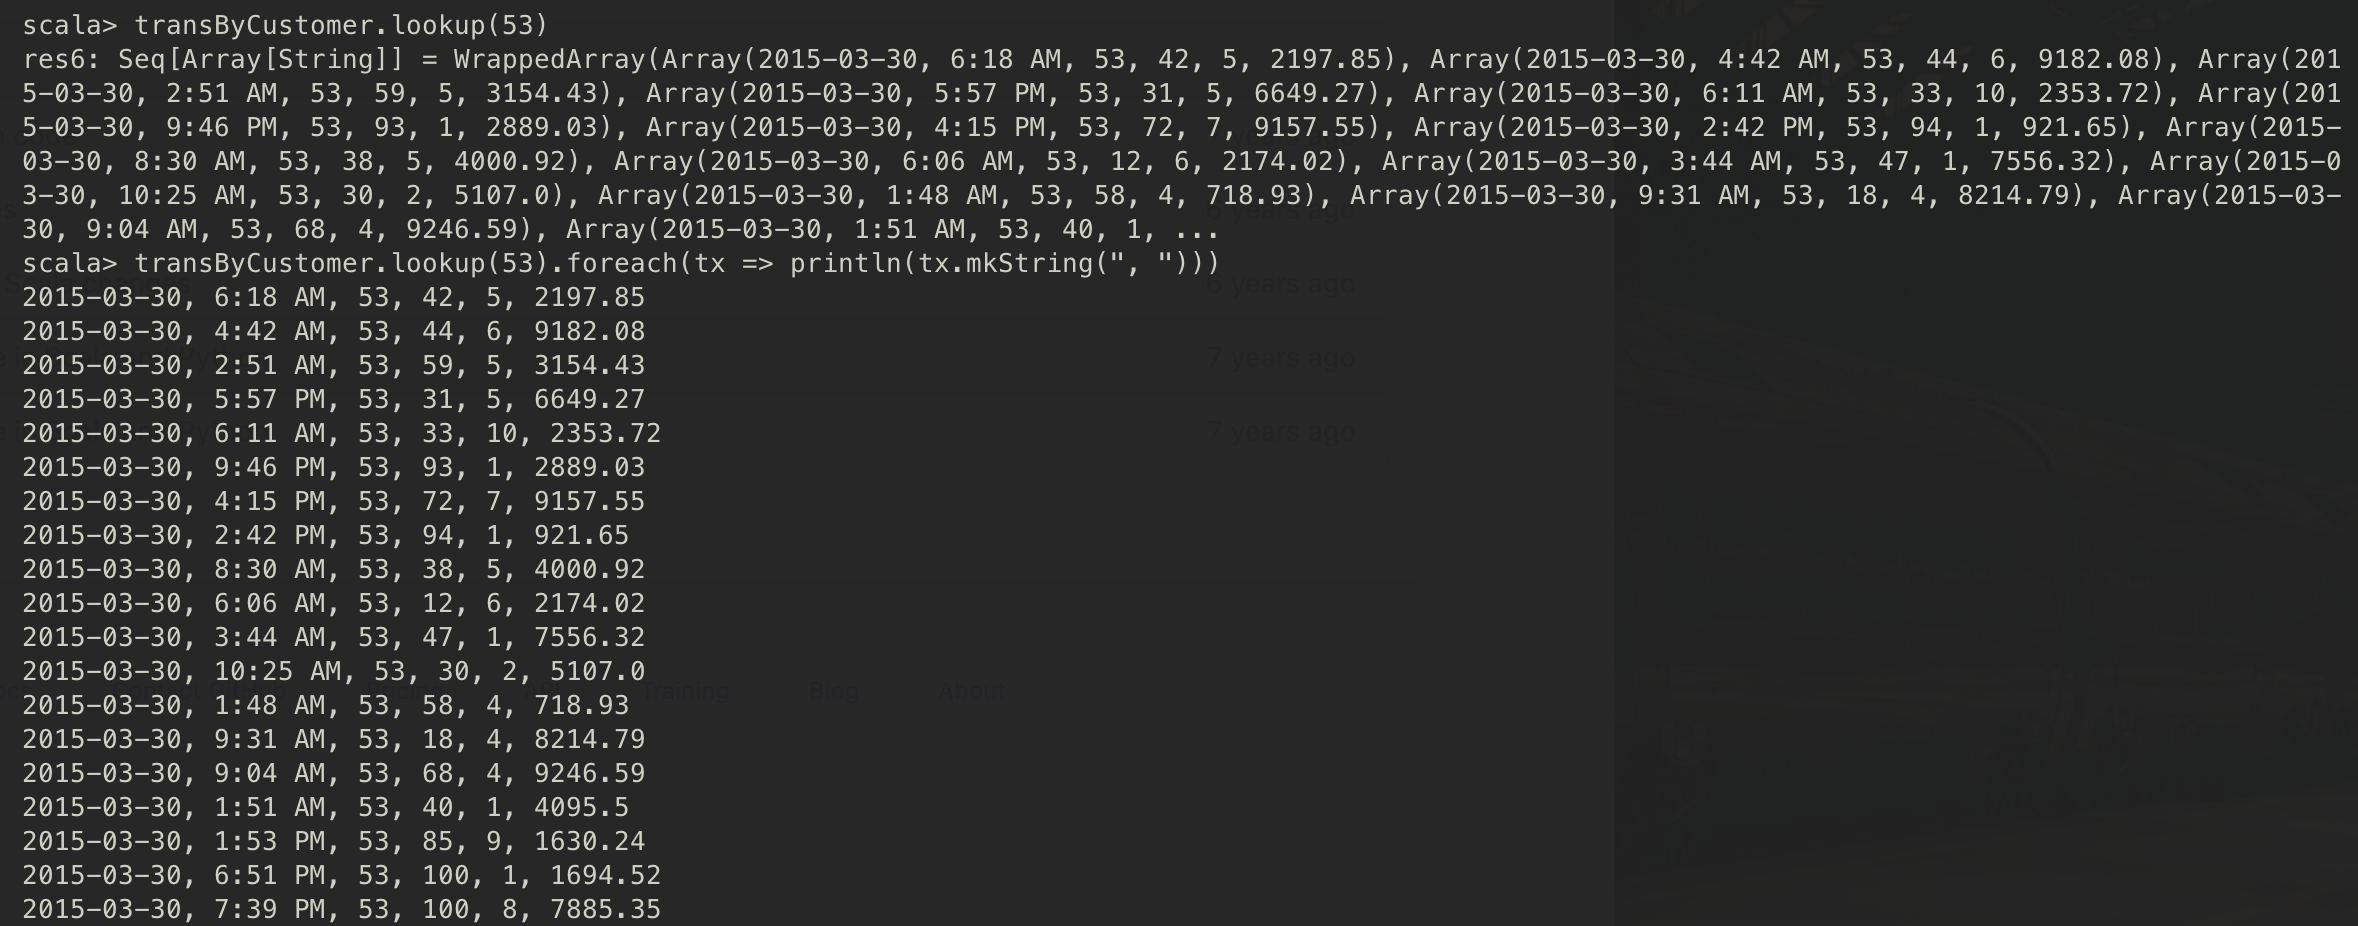 scala> transByCustomer.lookup(53)
res6: Seq[Array[String]] = WrappedArray(Array(2015-03-30, 6:18 AM, 53, 42, 5, 2197.85), Array(2015-03-30, 4:42 AM, 53, 44, 6, 9182.08), Array(201
5-03-30, 2:51 AM, 53, 59, 5, 3154.43), Array(2015-03-30, 5:57 PM, 53, 31, 5, 6649.27), Array(2015-03-30, 6:11 AM, 53, 33, 10, 2353.72), Array(201
5-03-30, 9:46 PM, 53, 93, 1, 2889.03), Array(2015-03-30, 4:15 PM, 53, 72, 7, 9157.55), Array(2015-03-30, 2:42 PM, 53, 94, 1, 921.65), Array(2015-
03-30, 8:30 AM, 53, 38, 5, 4000.92), Array(2015-03-30, 6:06 AM, 53, 12, 6, 2174.02), Array(2015-03-30, 3:44 AM, 53, 47, 1, 7556.32), Array(2015-0
3-30, 10:25 AM, 53, 30, 2, 5107.0), Array(2015-03-30, 1:48 AM, 53, 58, 4, 718.93), Array(2015-03-30, 9:31 AM, 53, 18, 4, 8214.79), Array(2015-03-
30, 9:04 AM, 53, 68, 4, 9246.59), Array(2015-03-30, 1:51 AM, 53, 40, 1, ...
6 years ago
scala> transByCustomer.lookup(53).foreach(tx => println(tx.mkString(", ")))
2015-03-30, 6:18 AM, 53, 42, 5, 2197.85
6 years ago
2015-03-30, 4:42 AM, 53, 44, 6, 9182.08
2015-03-30, 2:51 AM, 53, 59, 5, 3154.43
7 years ago
2015-03-30, 5:57 PM, 53, 31, 5, 6649.27
2015-03-30, 6:11 AM, 53, 33, 10, 2353.72
7 years ago
2015-03-30, 9:46 PM, 53, 93, 1, 2889.03
2015-03-30, 4:15 PM, 53, 72, 7, 9157.55
2015-03-30, 2:42 PM, 53, 94, 1, 921.65
2015-03-30, 8:30 AM, 53, 38, 5, 4000.92
2015-03-30, 6:06 AM, 53, 12, 6, 2174.02
2015-03-30, 3:44 AM, 53, 47, 1, 7556.32
2015-03-30, 10:25 AM, 53, 30, 2, 5107.0
Training Blog About
2015-03-30, 1:48 AM, 53, 58, 4, 718.93
2015-03-30, 9:31 AM, 53, 18, 4, 8214.79
2015-03-30, 9:04 AM, 53, 68, 4, 9246.59
2015-03-30, 1:51 AM, 53, 40, 1, 4095.5
2015-03-30, 1:53 PM, 53, 85, 9, 1630.24
2015-03-30, 6:51 PM, 53, 100, 1, 1694.52
2015-03-30, 7:39 PM, 53, 100, 8, 7885.35